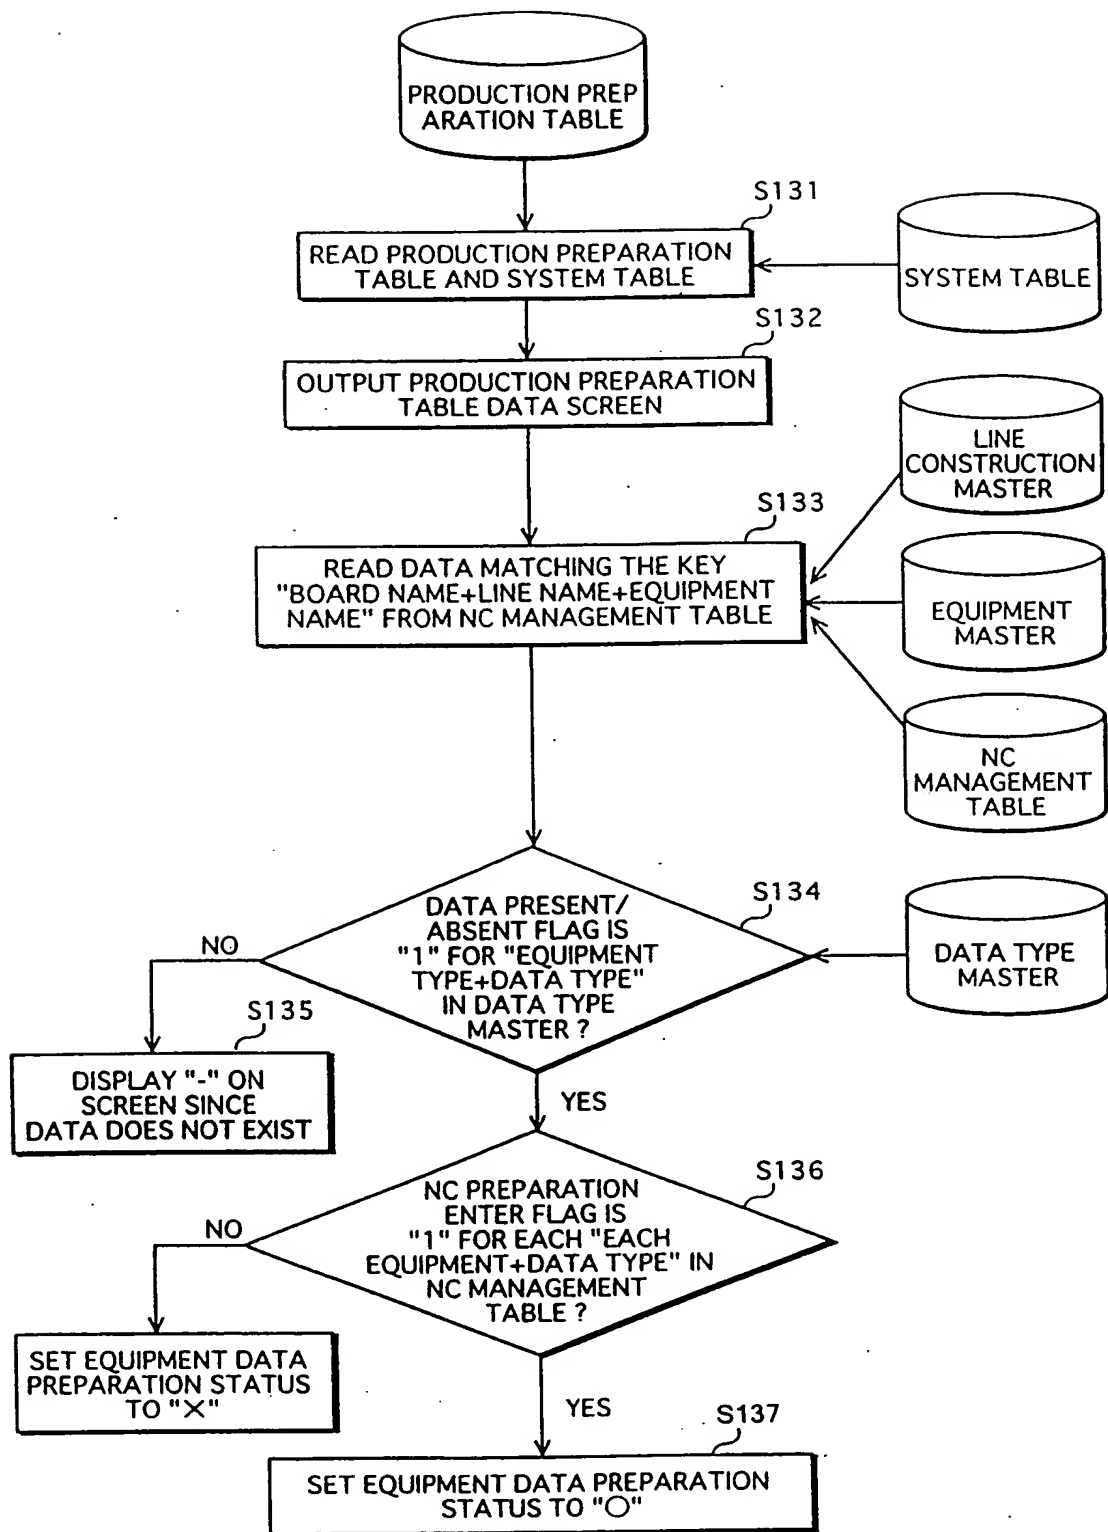 PRODUCTION PREP
ARATION TABLE
S131
READ PRODUCTION PREPARATION
TABLE AND SYSTEM TABLE
SYSTEM TABLE
S132
OUTPUT PRODUCTION PREPARATION
TABLE DATA SCREEN
LINE
CONSTRUCTION
MASTER
S133
READ DATA MATCHING THE KEY
"BOARD NAME+LINE NAME+EQUIPMENT
NAME" FROM NC MANAGEMENT TABLE
EQUIPMENT
MASTER
NC
MANAGEMENT
TABLE
S134
DATA PRESENT/
ABSENT FLAG IS
"1" FOR "EQUIPMENT
TYPE+DATA TYPE"
IN DATA TYPE
MASTER ?
DATA TYPE
MASTER
NO
S135
DISPLAY "-" ON
SCREEN SINCE
DATA DOES NOT EXIST
YES
S136
NC PREPARATION
ENTER FLAG IS
"1" FOR EACH "EACH
EQUIPMENT+DATA TYPE" IN
NC MANAGEMENT
TABLE ?
NO
SET EQUIPMENT DATA
PREPARATION STATUS
TO "X"
YES
S137
SET EQUIPMENT DATA PREPARATION
STATUS TO "○"